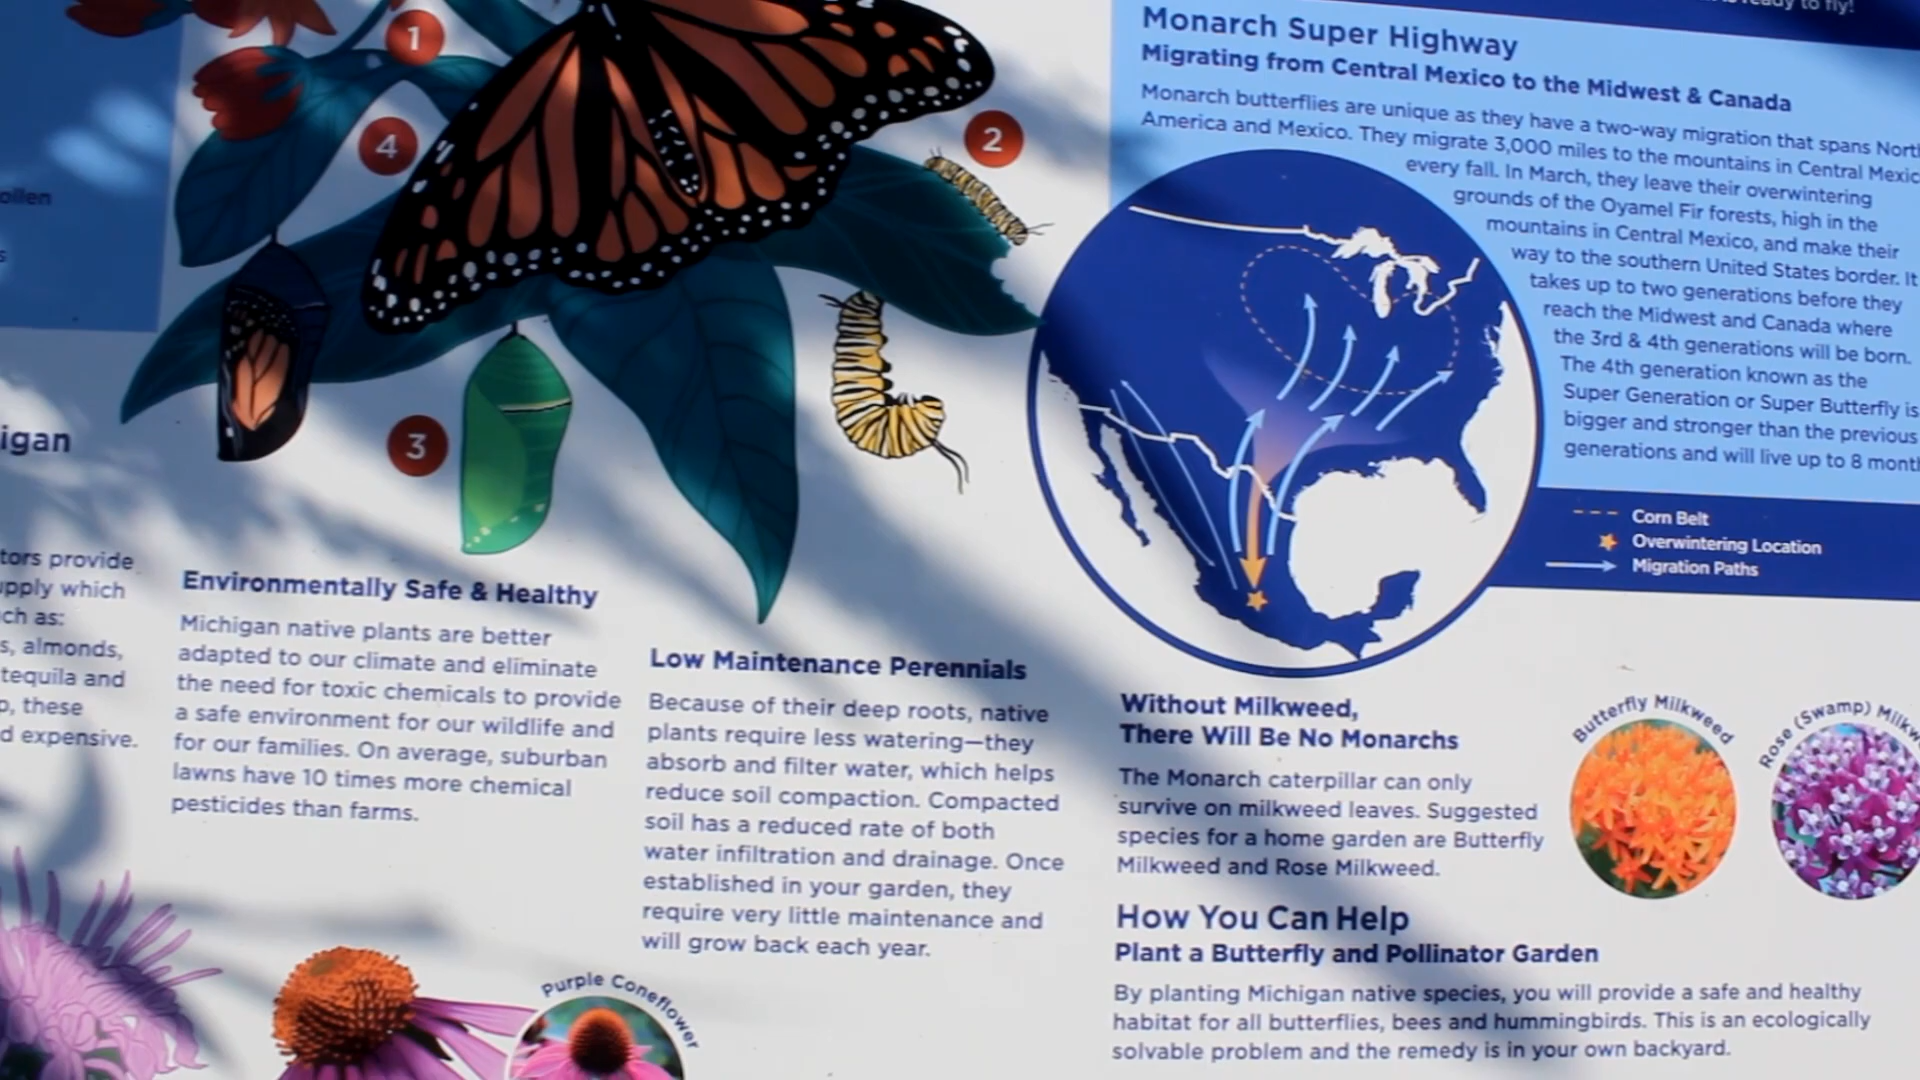 ready to fly!
1
4
2
3
ollen
s
igan
tors provide
upply which
ch as:
s, almonds,
tequila and
p, these
d expensive.
Environmentally Safe & Healthy
Michigan native plants are better
adapted to our climate and eliminate
the need for toxic chemicals to provide
a safe environment for our wildlife and
for our families. On average, suburban
lawns have 10 times more chemical
pesticides than farms.
Low Maintenance Perennials
Because of their deep roots, native
plants require less watering—they
absorb and filter water, which helps
reduce soil compaction. Compacted
soil has a reduced rate of both
water infiltration and drainage. Once
established in your garden, they
require very little maintenance and
will grow back each year.
Purple Coneflower
Monarch Super Highway
Migrating from Central Mexico to the Midwest & Canada
Monarch butterflies are unique as they have a two-way migration that spans North
America and Mexico. They migrate 3,000 miles to the mountains in Central Mexic
every fall. In March, they leave their overwintering
grounds of the Oyamel Fir forests, high in the
mountains in Central Mexico, and make their
way to the southern United States border. It
takes up to two generations before they
reach the Midwest and Canada where
the 3rd & 4th generations will be born.
The 4th generation known as the
Super Generation or Super Butterfly is
bigger and stronger than the previous
generations and will live up to 8 month
Corn Belt
Overwintering Location
Migration Paths
Without Milkweed,
There Will Be No Monarchs
The Monarch caterpillar can only
survive on milkweed leaves. Suggested
species for a home garden are Butterfly
Milkweed and Rose Milkweed.
Butterfly Milkweed
Rose (Swamp) Milkw
How You Can Help
Plant a Butterfly and Pollinator Garden
By planting Michigan native species, you will provide a safe and healthy
habitat for all butterflies, bees and hummingbirds. This is an ecologically
solvable problem and the remedy is in your own backyard.